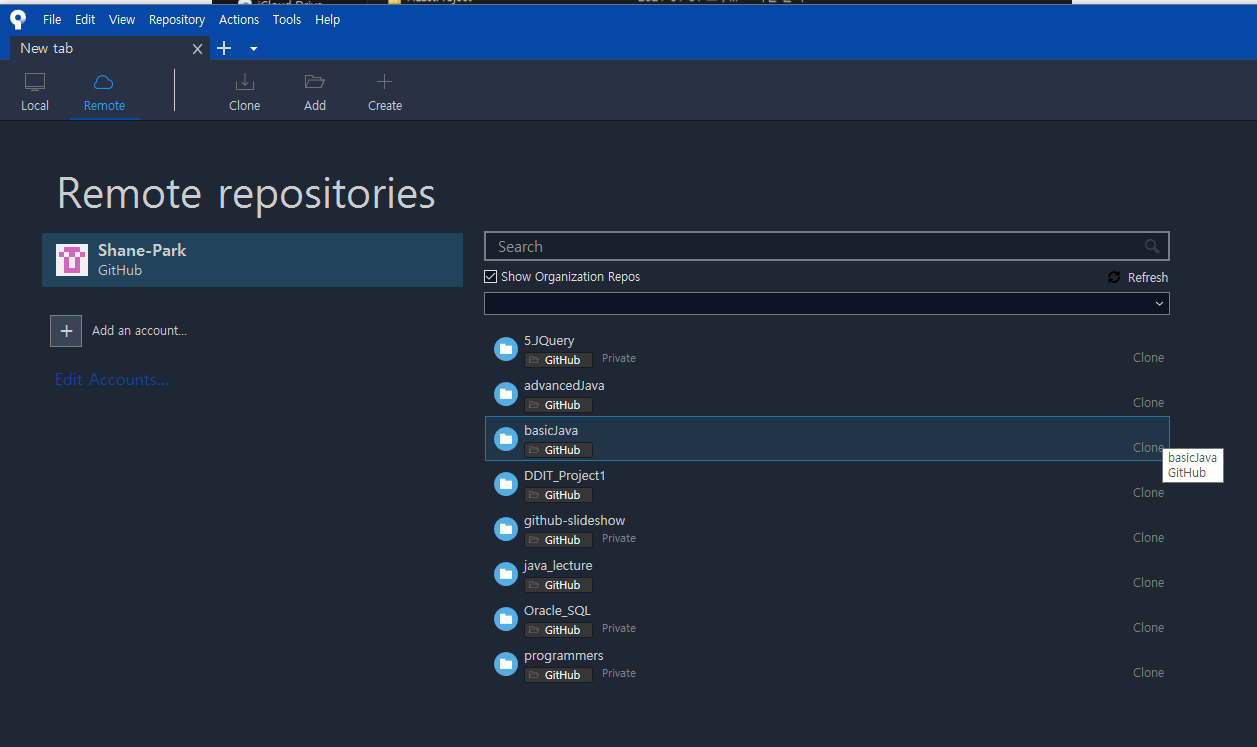 File Edit View Repository Actions Tools Help
New tab
Local Remote Clone Add Create
Remote repositories
Shane-Park
GitHub
Add an account...
Edit Accounts...
Search
Show Organization Repos Refresh
5.JQuery
GitHub Private Clone
advancedJava
GitHub Clone
basicJava
GitHub Clone
basicJava
GitHub
DDIT_Project1
GitHub Clone
github-slideshow
GitHub Private Clone
java_lecture
GitHub Clone
Oracle_SQL
GitHub Private Clone
programmers
GitHub Private Clone